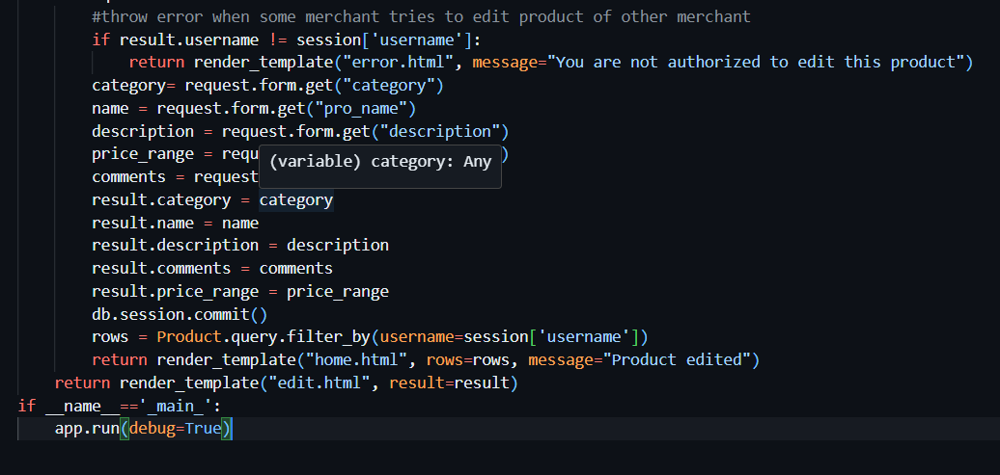 #throw error when some merchant tries to edit product of other merchant
if result.username != session['username']:
return render_template("error.html", message="You are not authorized to edit this product")
category= request.form.get("category")
name = request.form.get("pro_name")
description = request.form.get("description")
price_range = requ )
(variable) category: Any
comments = request
result.category = category
result.name = name
result.description = description
result.comments = comments
result.price_range = price_range
db.session.commit()
rows = Product.query.filter_by(username=session['username'])
return render_template("home.html", rows=rows, message="Product edited")
return render_template("edit.html", result=result)
if __name__=='_main_':
app.run(debug=True)